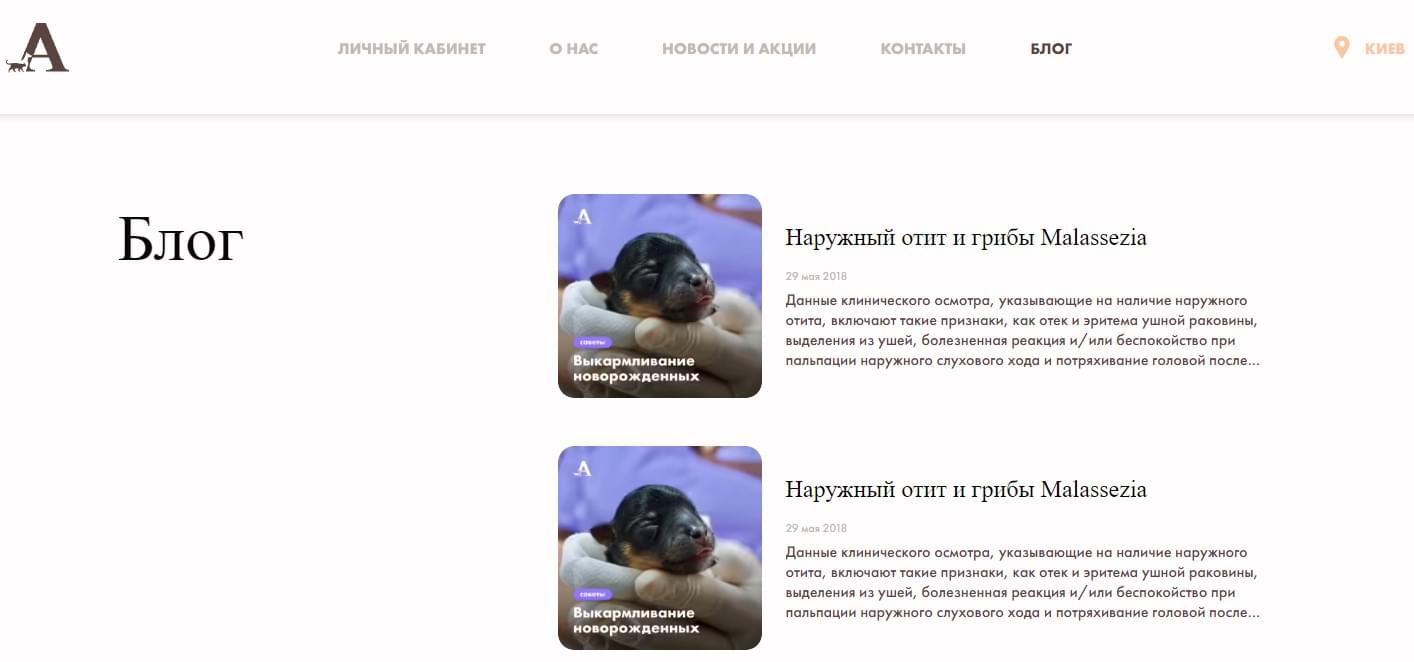 А
ЛИЧНЫЙ КАБИНЕТ
О НАС
НОВОСТИ И АКЦИИ
КОНТАКТЫ
БЛОГ
КИЕВ
Блог
А
советы
Выкармливание
новорожденных
Наружный отит и грибы Malassezia
29 мая 2018
Данные клинического осмотра, указывающие на наличие наружного
отита, включают такие признаки, как отек и эритема ушной раковины,
выделения из ушей, болезненная реакция и/или беспокойство при
пальпации наружного слухового хода и потряхивание головой после...
А
советы
Выкармливание
новорожденных
Наружный отит и грибы Malassezia
29 мая 2018
Данные клинического осмотра, указывающие на наличие наружного
отита, включают такие признаки, как отек и эритема ушной раковины,
выделения из ушей, болезненная реакция и/или беспокойство при
пальпации наружного слухового хода и потряхивание головой после...